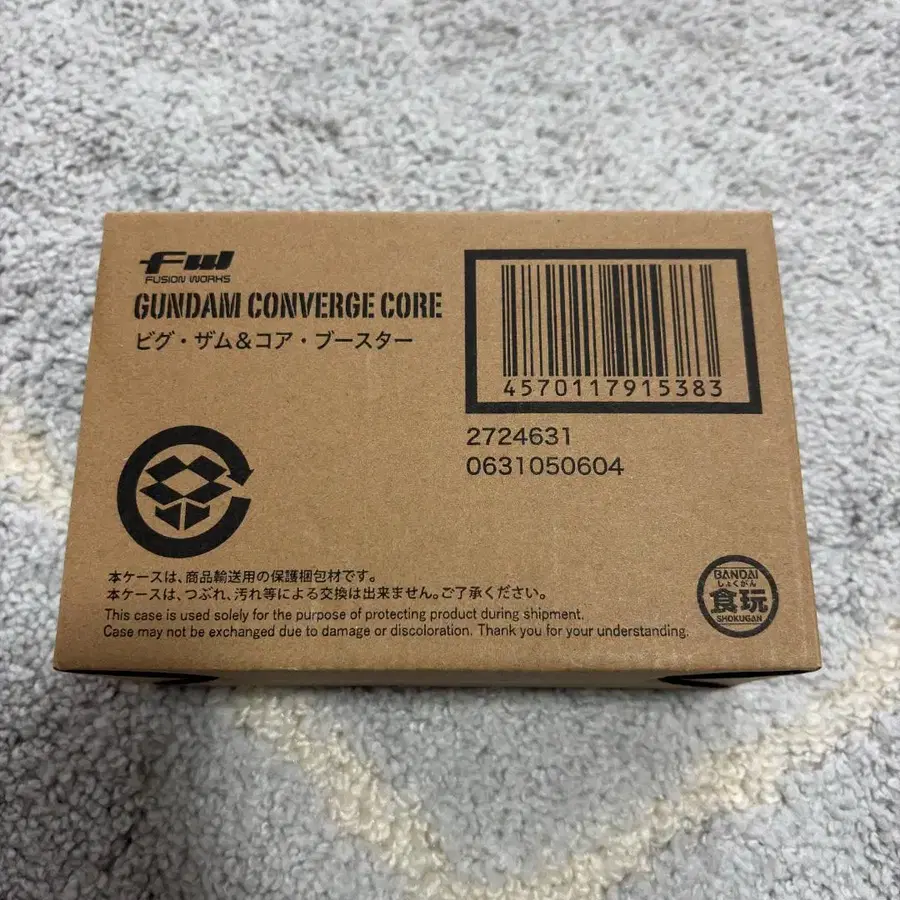 FW
FUSION WORKS
GUNDAM CONVERGE CORE
ビグ・ザム&コア・ブースター
4570117915383
2724631
0631050604
本ケースは、商品輸送用の保護梱包材です。
本ケースは、つぶれ、汚れ等による交換は出来ません。ご了承ください。
This case is used solely for the purpose of protecting product during shipment.
Case may not be exchanged due to damage or discoloration. Thank you for your understanding.
BANDAI
しょくがん
食玩
SHOKUGAN